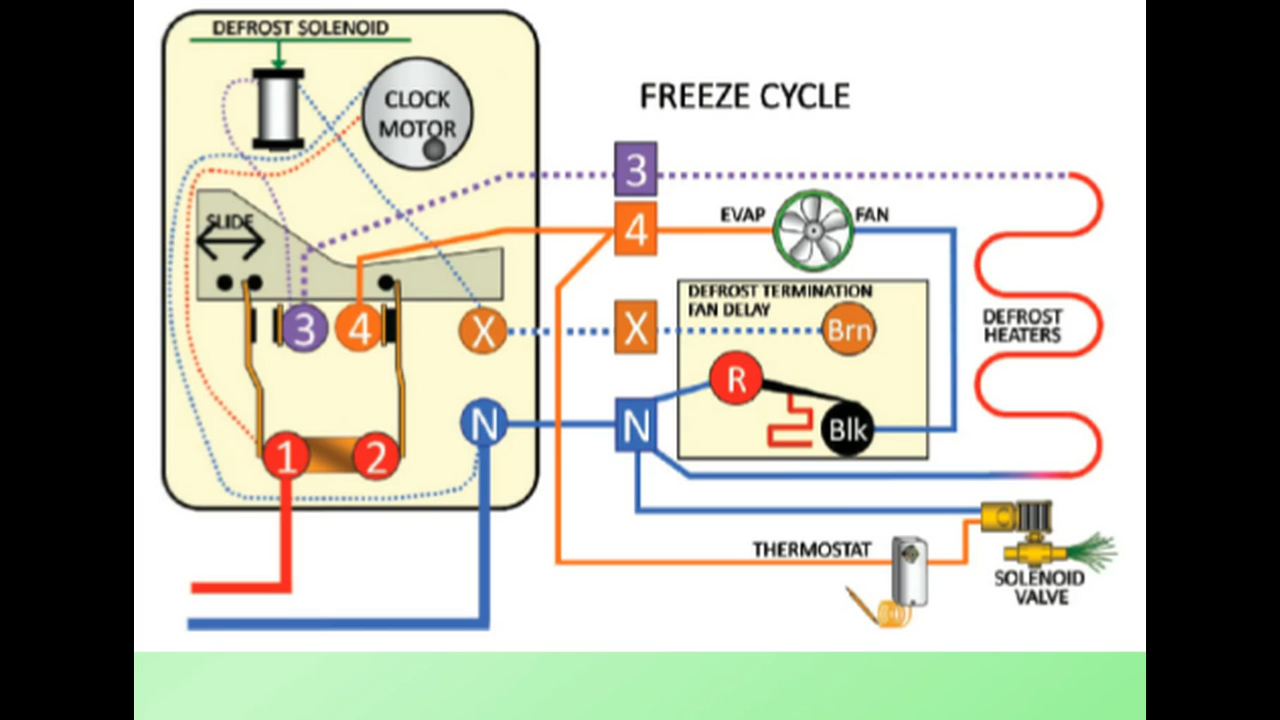 DEFROST SOLENOID
CLOCK
MOTOR
FREEZE CYCLE
3
4
EVAP FAN
SLIDE
DEFROST TERMINATION
FAN DELAY
DEFROST
HEATERS
3
4
X
X
Brn
R
N
N
Blk
1
2
THERMOSTAT
SOLENOID
VALVE